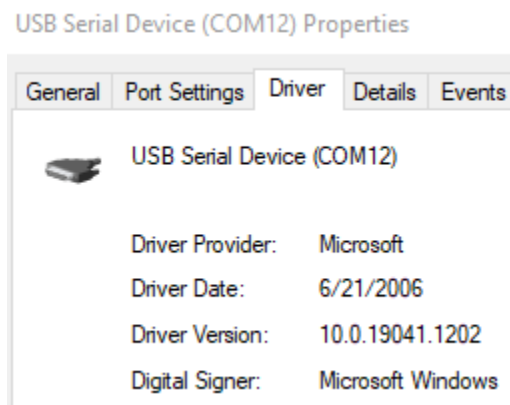 USB Serial Device (COM12) Properties
General Port Settings Driver Details Events
USB Serial Device (COM12)
Driver Provider: Microsoft
Driver Date: 6/21/2006
Driver Version: 10.0.19041.1202
Digital Signer: Microsoft Windows